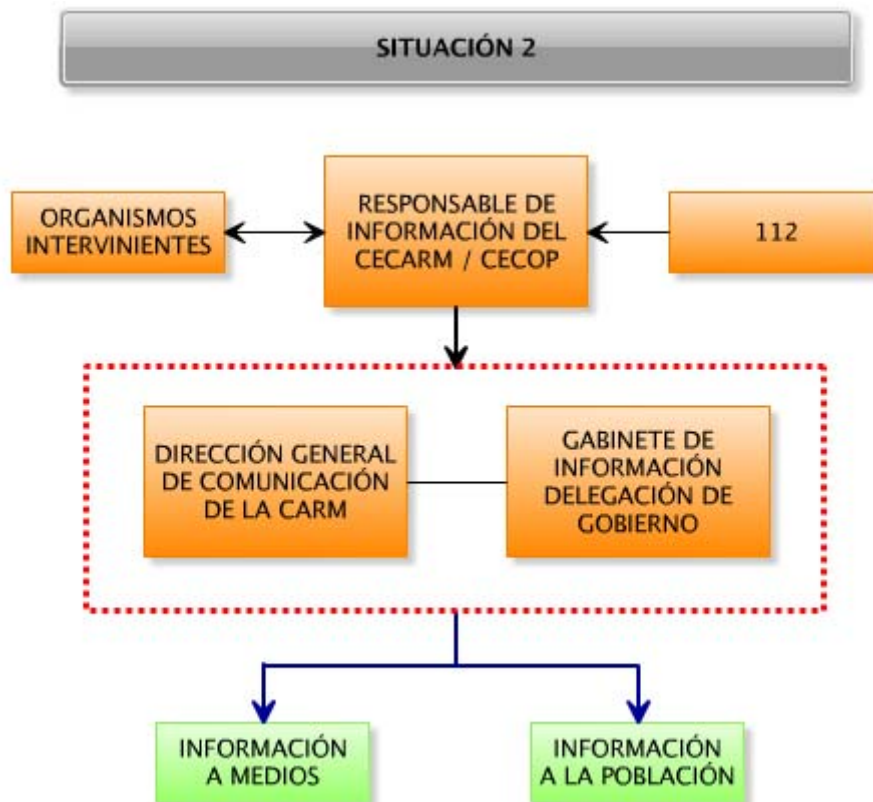 SITUACIÓN 2
ORGANISMOS
INTERVINIENTES
RESPONSABLE DE
INFORMACIÓN DEL
CECARM / CECOP
112
DIRECCIÓN GENERAL
DE COMUNICACIÓN
DE LA CARM
GABINETE DE
INFORMACIÓN
DELEGACIÓN DE
GOBIERNO
INFORMACIÓN
A MEDIOS
INFORMACIÓN
A LA POBLACIÓN